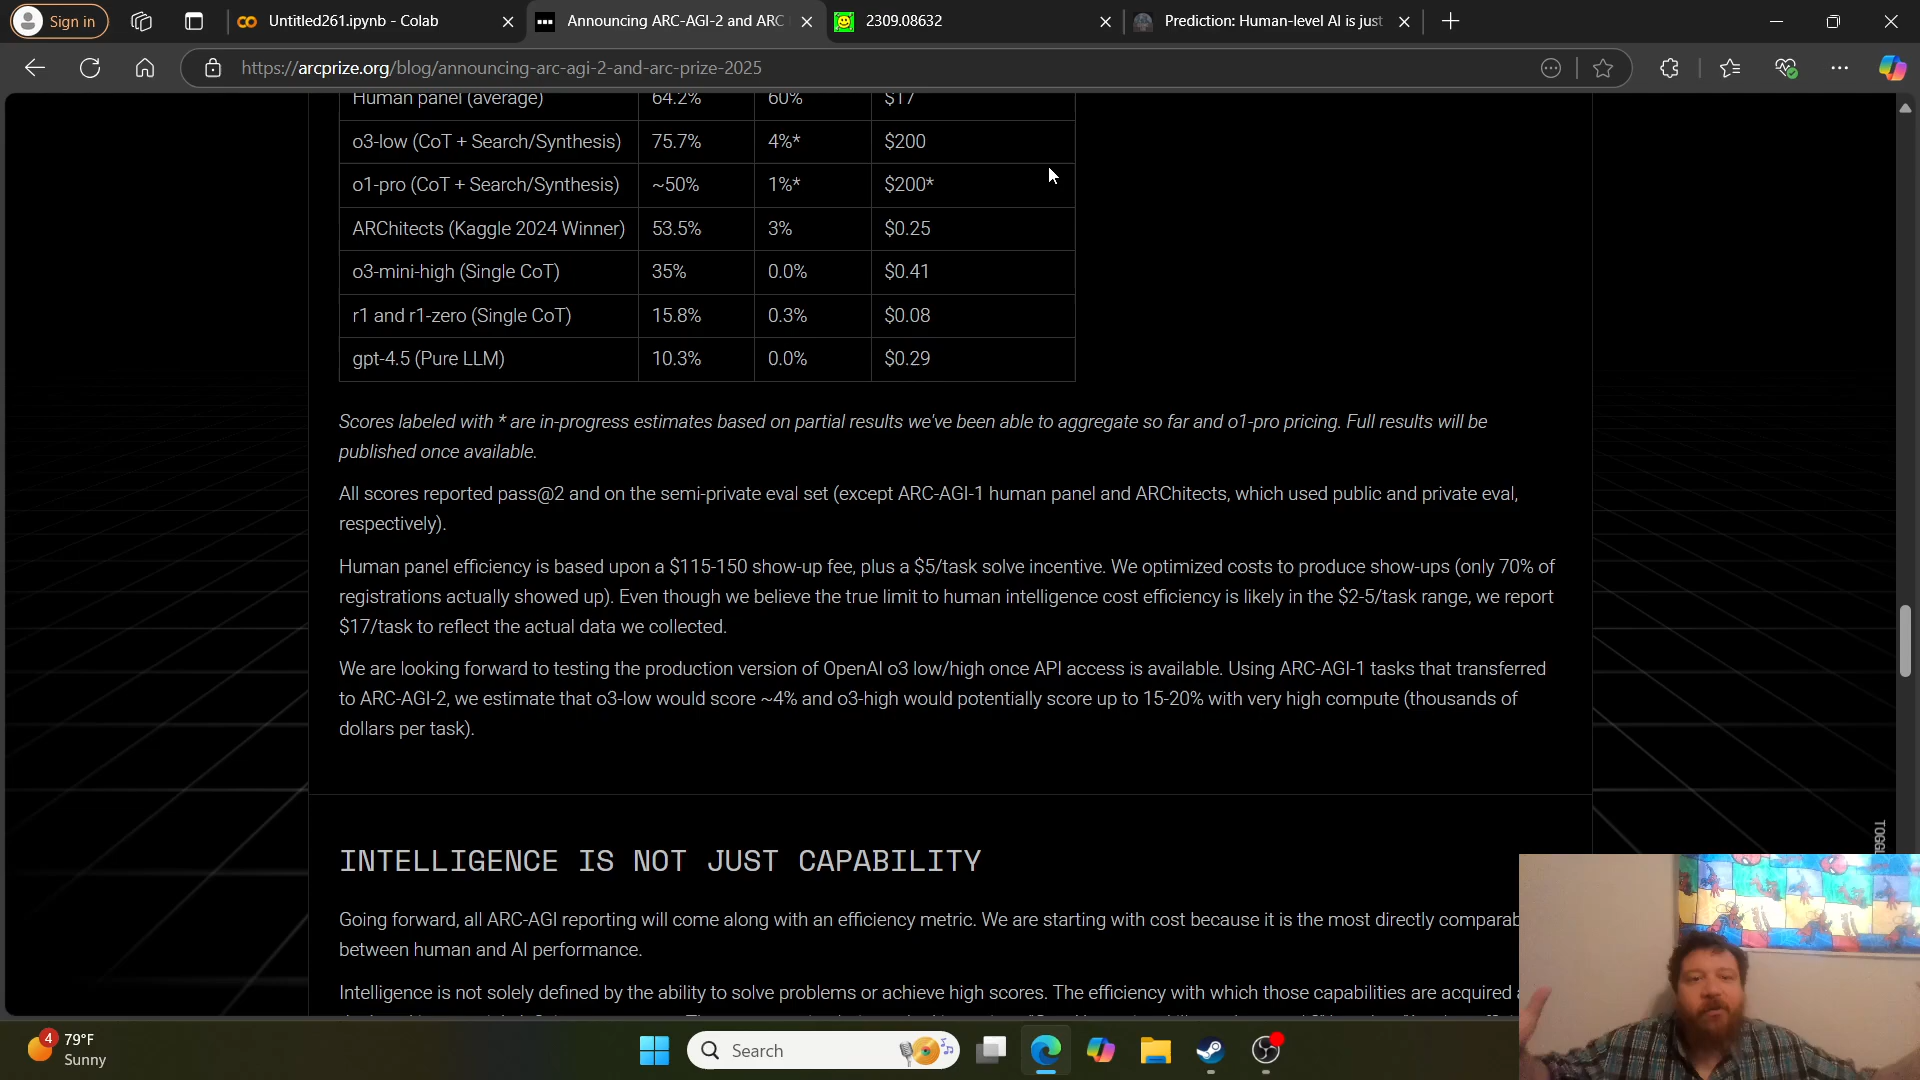 Sign in
Untitled261.ipynb - Colab
Announcing ARC-AGI-2 and ARC
2309.08632
Prediction: Human-level AI is just
https://arcprize.org/blog/announcing-arc-agi-2-and-arc-prize-2025
Human panel (average) 64.2% 60% $17
o3-low (CoT + Search/Synthesis) 75.7% 4%* $200
o1-pro (CoT + Search/Synthesis) ~50% 1%* $200*
ARChitects (Kaggle 2024 Winner) 53.5% 3% $0.25
o3-mini-high (Single CoT) 35% 0.0% $0.41
r1 and r1-zero (Single CoT) 15.8% 0.3% $0.08
gpt-4.5 (Pure LLM) 10.3% 0.0% $0.29
Scores labeled with * are in-progress estimates based on partial results we've been able to aggregate so far and o1-pro pricing. Full results will be
published once available.
All scores reported pass@2 and on the semi-private eval set (except ARC-AGI-1 human panel and ARChitects, which used public and private eval,
respectively).
Human panel efficiency is based upon a $115-150 show-up fee, plus a $5/task solve incentive. We optimized costs to produce show-ups (only 70% of
registrations actually showed up). Even though we believe the true limit to human intelligence cost efficiency is likely in the $2-5/task range, we report
$17/task to reflect the actual data we collected.
We are looking forward to testing the production version of OpenAI o3 low/high once API access is available. Using ARC-AGI-1 tasks that transferred
to ARC-AGI-2, we estimate that o3-low would score ~4% and o3-high would potentially score up to 15-20% with very high compute (thousands of
dollars per task).
INTELLIGENCE IS NOT JUST CAPABILITY
Going forward, all ARC-AGI reporting will come along with an efficiency metric. We are starting with cost because it is the most directly comparab
between human and AI performance.
Intelligence is not solely defined by the ability to solve problems or achieve high scores. The efficiency with which those capabilities are acquired
4
79°F
Sunny
Search